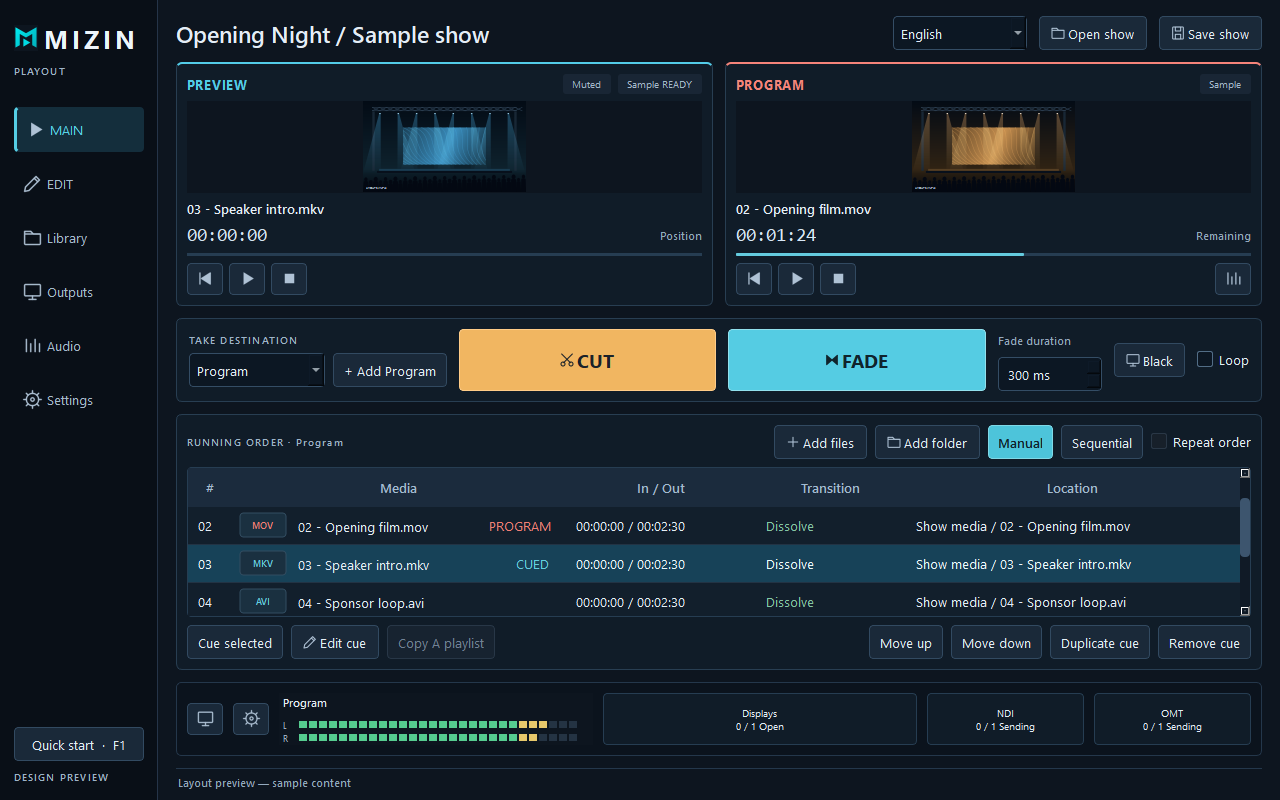 MIZIN
PLAYOUT
MAIN
EDIT
Library
Outputs
Audio
Settings
Quick start · F1
DESIGN PREVIEW
Opening Night / Sample show
English
Open show
Save show
PREVIEW
Muted
Sample READY
03 - Speaker intro.mkv
00:00:00
Position
PROGRAM
Sample
02 - Opening film.mov
00:01:24
Remaining
TAKE DESTINATION
Program
+ Add Program
CUT
FADE
Fade duration
300 ms
Black
Loop
RUNNING ORDER · Program
Add files
Add folder
Manual
Sequential
Repeat order
# Media In / Out Transition Location
02 MOV 02 - Opening film.mov PROGRAM 00:00:00 / 00:02:30 Dissolve Show media / 02 - Opening film.mov
03 MKV 03 - Speaker intro.mkv CUED 00:00:00 / 00:02:30 Dissolve Show media / 03 - Speaker intro.mkv
04 AVI 04 - Sponsor loop.avi 00:00:00 / 00:02:30 Dissolve Show media / 04 - Sponsor loop.avi
Cue selected
Edit cue
Copy A playlist
Move up
Move down
Duplicate cue
Remove cue
Program
L
R
Displays
0 / 1 Open
NDI
0 / 1 Sending
OMT
0 / 1 Sending
Layout preview — sample content